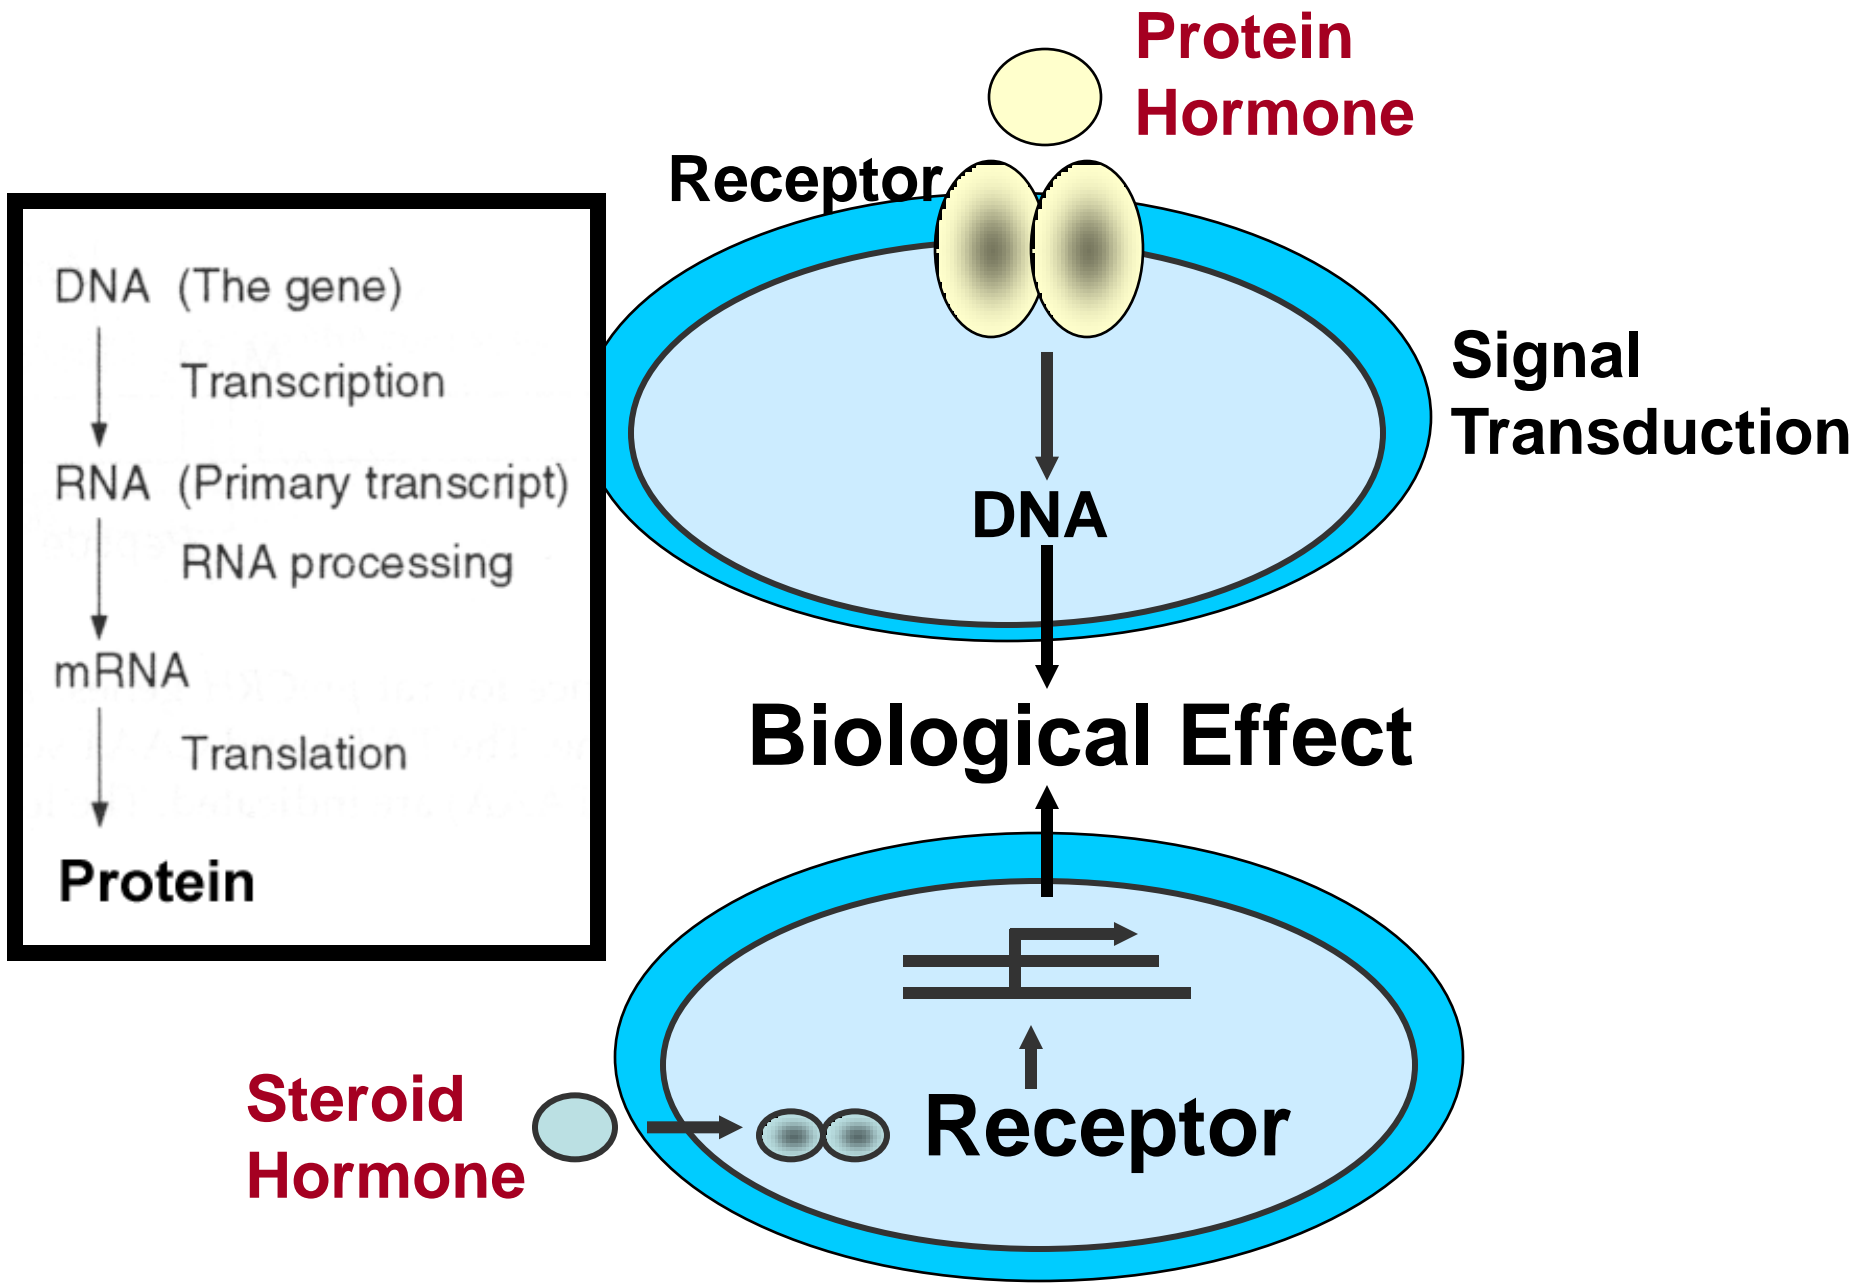 Protein
Hormone
Receptor
DNA (The gene)
Transcription
RNA (Primary transcript)
RNA processing
mRNA
Translation
Protein
Signal
Transduction
DNA
Biological Effect
Receptor
Steroid
Hormone